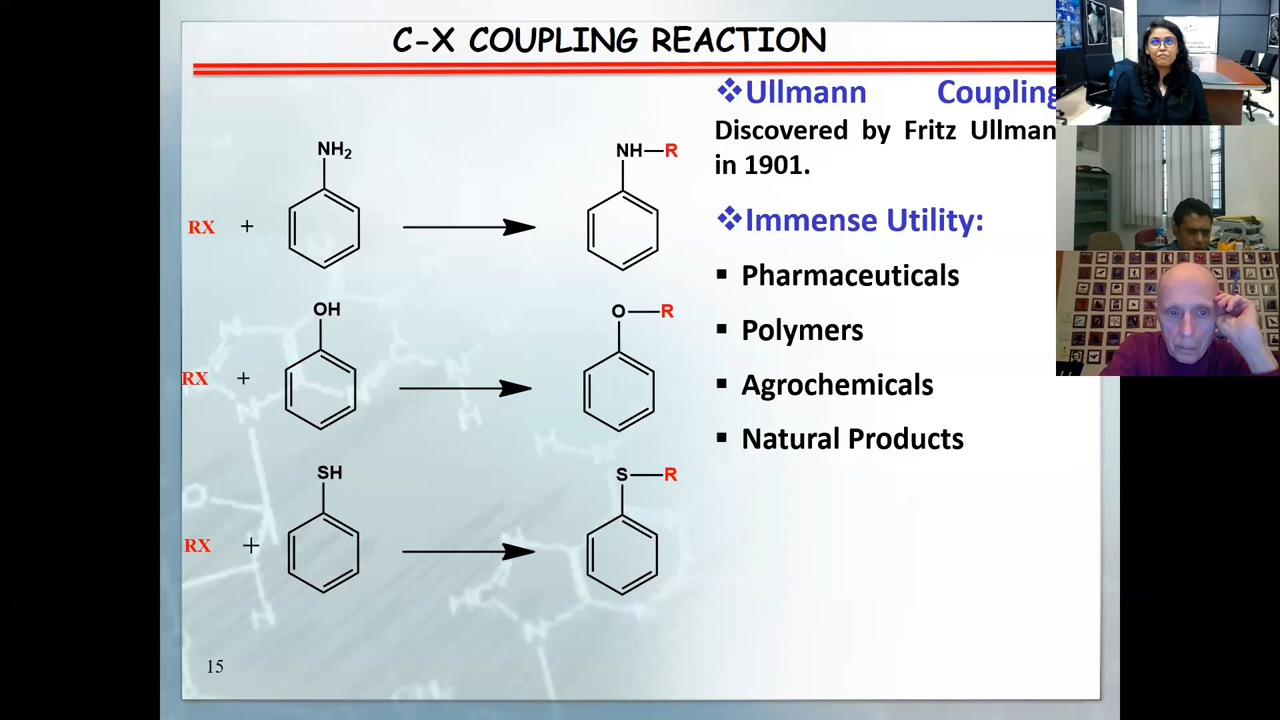 C-X COUPLING REACTION
❖Ullmann Coupling
Discovered by Fritz Ullman
in 1901.
❖Immense Utility:
▪ Pharmaceuticals
▪ Polymers
▪ Agrochemicals
▪ Natural Products
NH2
NH—R
RX +
OH
O—R
RX +
SH
S—R
RX +
15